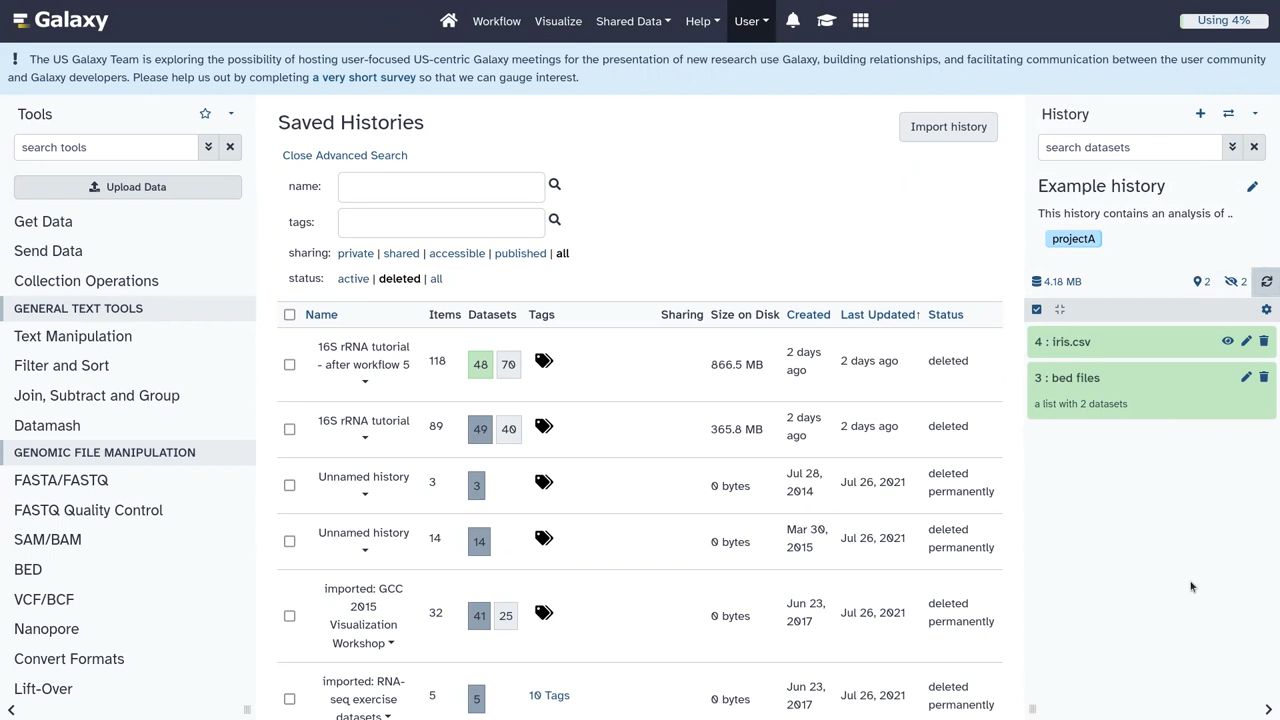 Galaxy
Workflow
Visualize
Shared Data
Help
User
Using 4%
! The US Galaxy Team is exploring the possibility of hosting user-focused US-centric Galaxy meetings for the presentation of new research use Galaxy, building relationships, and facilitating communication between the user community
and Galaxy developers. Please help us out by completing a very short survey so that we can gauge interest.
Tools
search tools
Upload Data
Get Data
Send Data
Collection Operations
GENERAL TEXT TOOLS
Text Manipulation
Filter and Sort
Join, Subtract and Group
Datamash
GENOMIC FILE MANIPULATION
FASTA/FASTQ
FASTQ Quality Control
SAM/BAM
BED
VCF/BCF
Nanopore
Convert Formats
Lift-Over
Saved Histories
Import history
Close Advanced Search
name:
tags:
sharing: private | shared | accessible | published | all
status: active | deleted | all
Name Items Datasets Tags Sharing Size on Disk Created Last Updated↑ Status
16S rRNA tutorial
- after workflow 5
118 48 70 866.5 MB
2 days
ago
2 days ago deleted
16S rRNA tutorial
89 49 40 365.8 MB
2 days
ago
2 days ago deleted
Unnamed history
3 3 0 bytes
Jul 28,
2014
Jul 26, 2021
deleted
permanently
Unnamed history
14 14 0 bytes
Mar 30,
2015
Jul 26, 2021
deleted
permanently
imported: GCC
2015
Visualization
Workshop
32 41 25 0 bytes
Jun 23,
2017
Jul 26, 2021
deleted
permanently
imported: RNA-
seq exercise
datasets
5 5 10 Tags 0 bytes
Jun 23,
2017
Jul 26, 2021
deleted
permanently
History
search datasets
Example history
This history contains an analysis of ..
projectA
4.18 MB 2 2
4 : iris.csv
3 : bed files
a list with 2 datasets